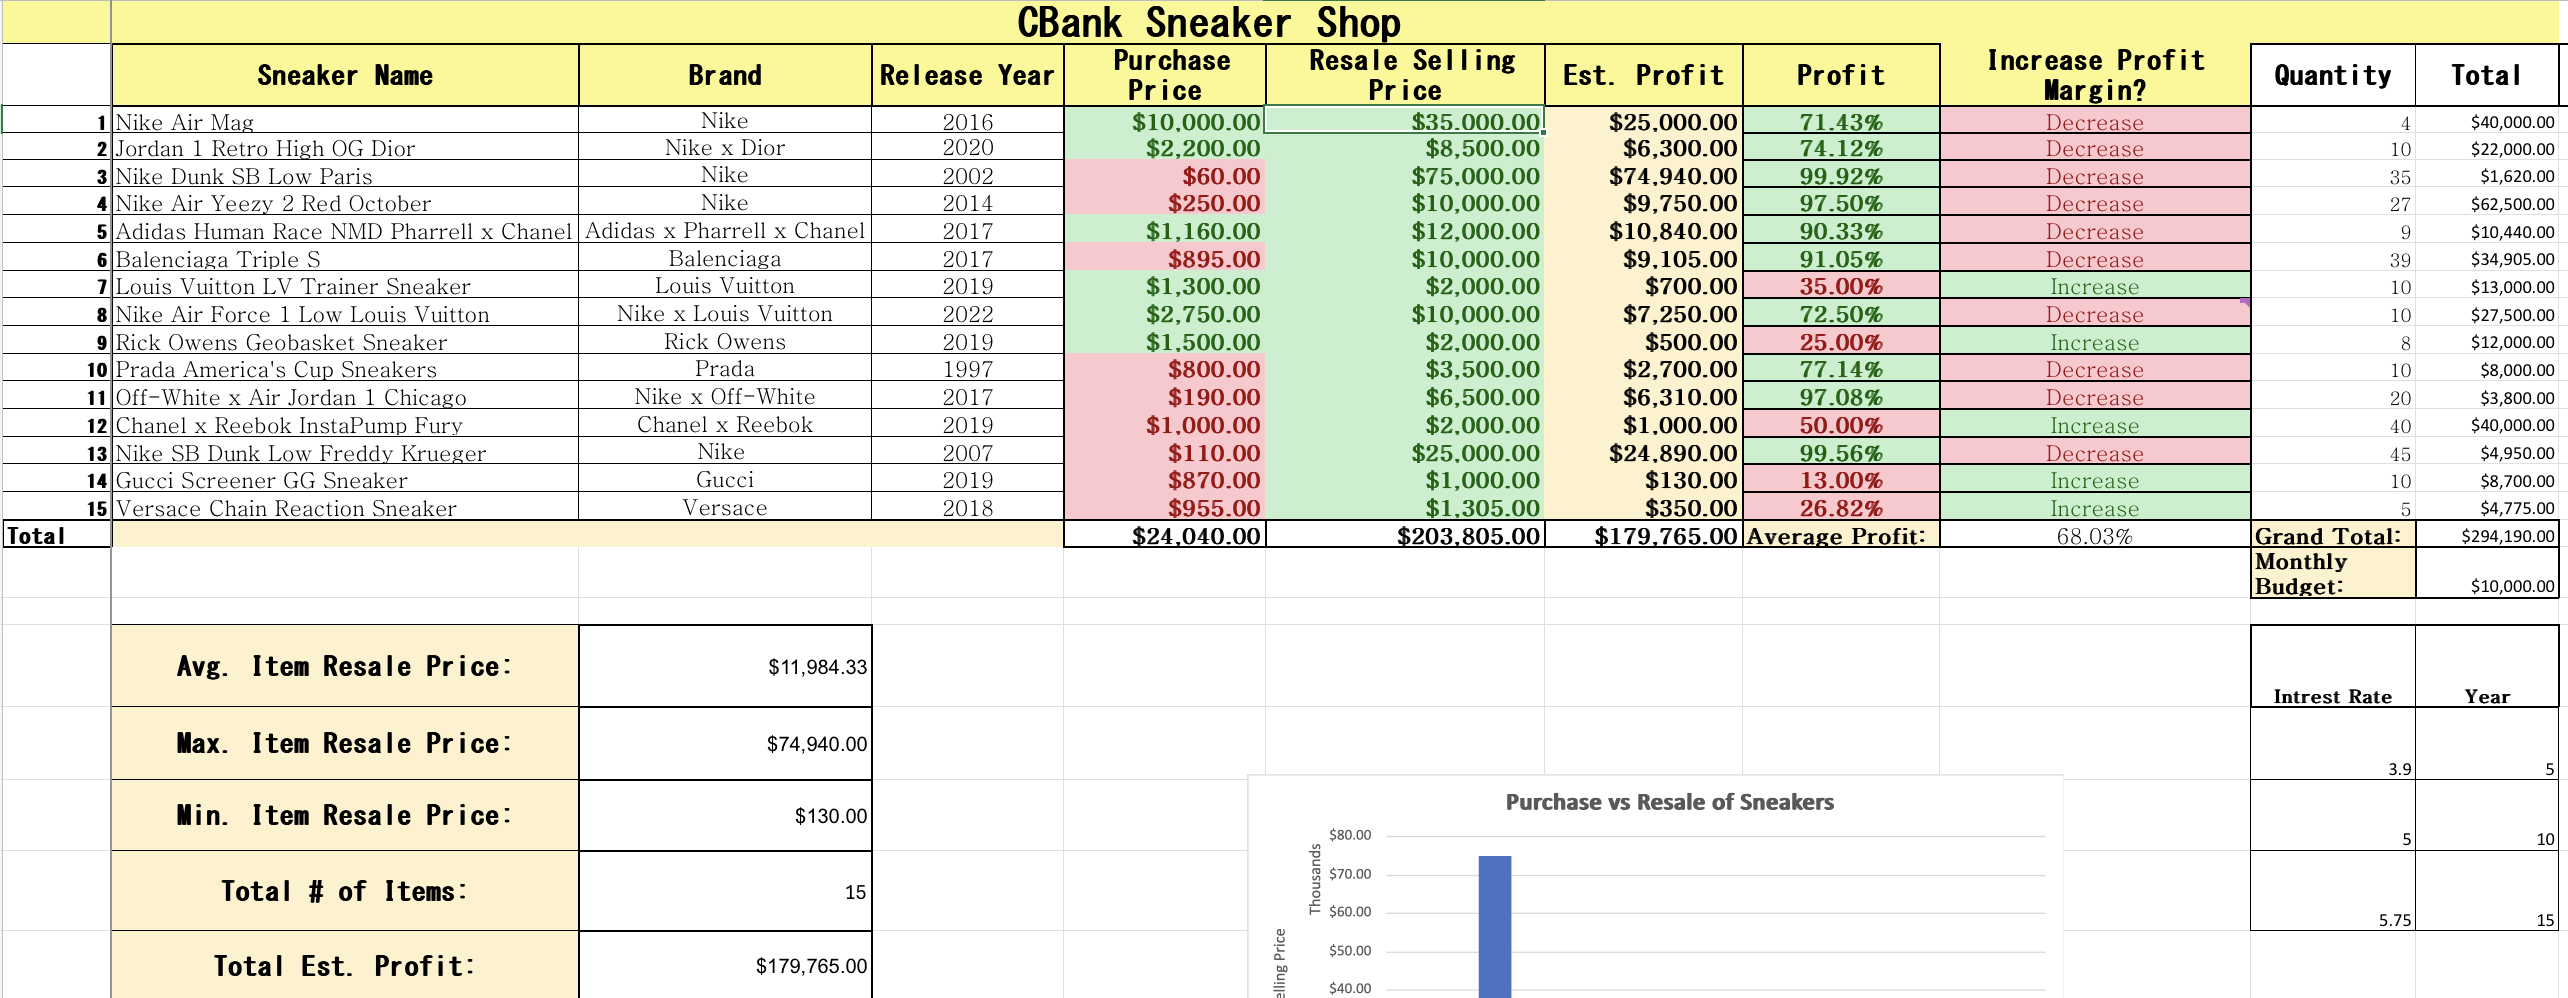 CBank Sneaker Shop
Sneaker Name Brand Release Year Purchase Price Resale Selling Price Est. Profit Profit Increase Profit Margin? Quantity Total
1 Nike Air Mag Nike 2016 $10,000.00 $35,000.00 $25,000.00 71.43% Decrease 4 $40,000.00
2 Jordan 1 Retro High OG Dior Nike x Dior 2020 $2,200.00 $8,500.00 $6,300.00 74.12% Decrease 10 $22,000.00
3 Nike Dunk SB Low Paris Nike 2002 $60.00 $75,000.00 $74,940.00 99.92% Decrease 35 $1,620.00
4 Nike Air Yeezy 2 Red October Nike 2014 $250.00 $10,000.00 $9,750.00 97.50% Decrease 27 $62,500.00
5 Adidas Human Race NMD Pharrell x Chanel Adidas x Pharrell x Chanel 2017 $1,160.00 $12,000.00 $10,840.00 90.33% Decrease 9 $10,440.00
6 Balenciaga Triple S Balenciaga 2017 $895.00 $10,000.00 $9,105.00 91.05% Decrease 39 $34,905.00
7 Louis Vuitton LV Trainer Sneaker Louis Vuitton 2019 $1,300.00 $2,000.00 $700.00 35.00% Increase 10 $13,000.00
8 Nike Air Force 1 Low Louis Vuitton Nike x Louis Vuitton 2022 $2,750.00 $10,000.00 $7,250.00 72.50% Decrease 10 $27,500.00
9 Rick Owens Geobasket Sneaker Rick Owens 2019 $1,500.00 $2,000.00 $500.00 25.00% Increase 8 $12,000.00
10 Prada America's Cup Sneakers Prada 1997 $800.00 $3,500.00 $2,700.00 77.14% Decrease 10 $8,000.00
11 Off-White x Air Jordan 1 Chicago Nike x Off-White 2017 $190.00 $6,500.00 $6,310.00 97.08% Decrease 20 $3,800.00
12 Chanel x Reebok InstaPump Fury Chanel x Reebok 2019 $1,000.00 $2,000.00 $1,000.00 50.00% Increase 40 $40,000.00
13 Nike SB Dunk Low Freddy Krueger Nike 2007 $110.00 $25,000.00 $24,890.00 99.56% Decrease 45 $4,950.00
14 Gucci Screener GG Sneaker Gucci 2019 $870.00 $1,000.00 $130.00 13.00% Increase 10 $8,700.00
15 Versace Chain Reaction Sneaker Versace 2018 $955.00 $1,305.00 $350.00 26.82% Increase 5 $4,775.00
Total $24,040.00 $203,805.00 $179,765.00 Average Profit: 68.03% Grand Total: $294,190.00
Monthly Budget: $10,000.00
Avg. Item Resale Price: $11,984.33
Max. Item Resale Price: $74,940.00
Min. Item Resale Price: $130.00
Total # of Items: 15
Total Est. Profit: $179,765.00
Intrest Rate Year
3.9 5
5 10
5.75 15
Purchase vs Resale of Sneakers
Thousands
elling Price
$80.00
$70.00
$60.00
$50.00
$40.00